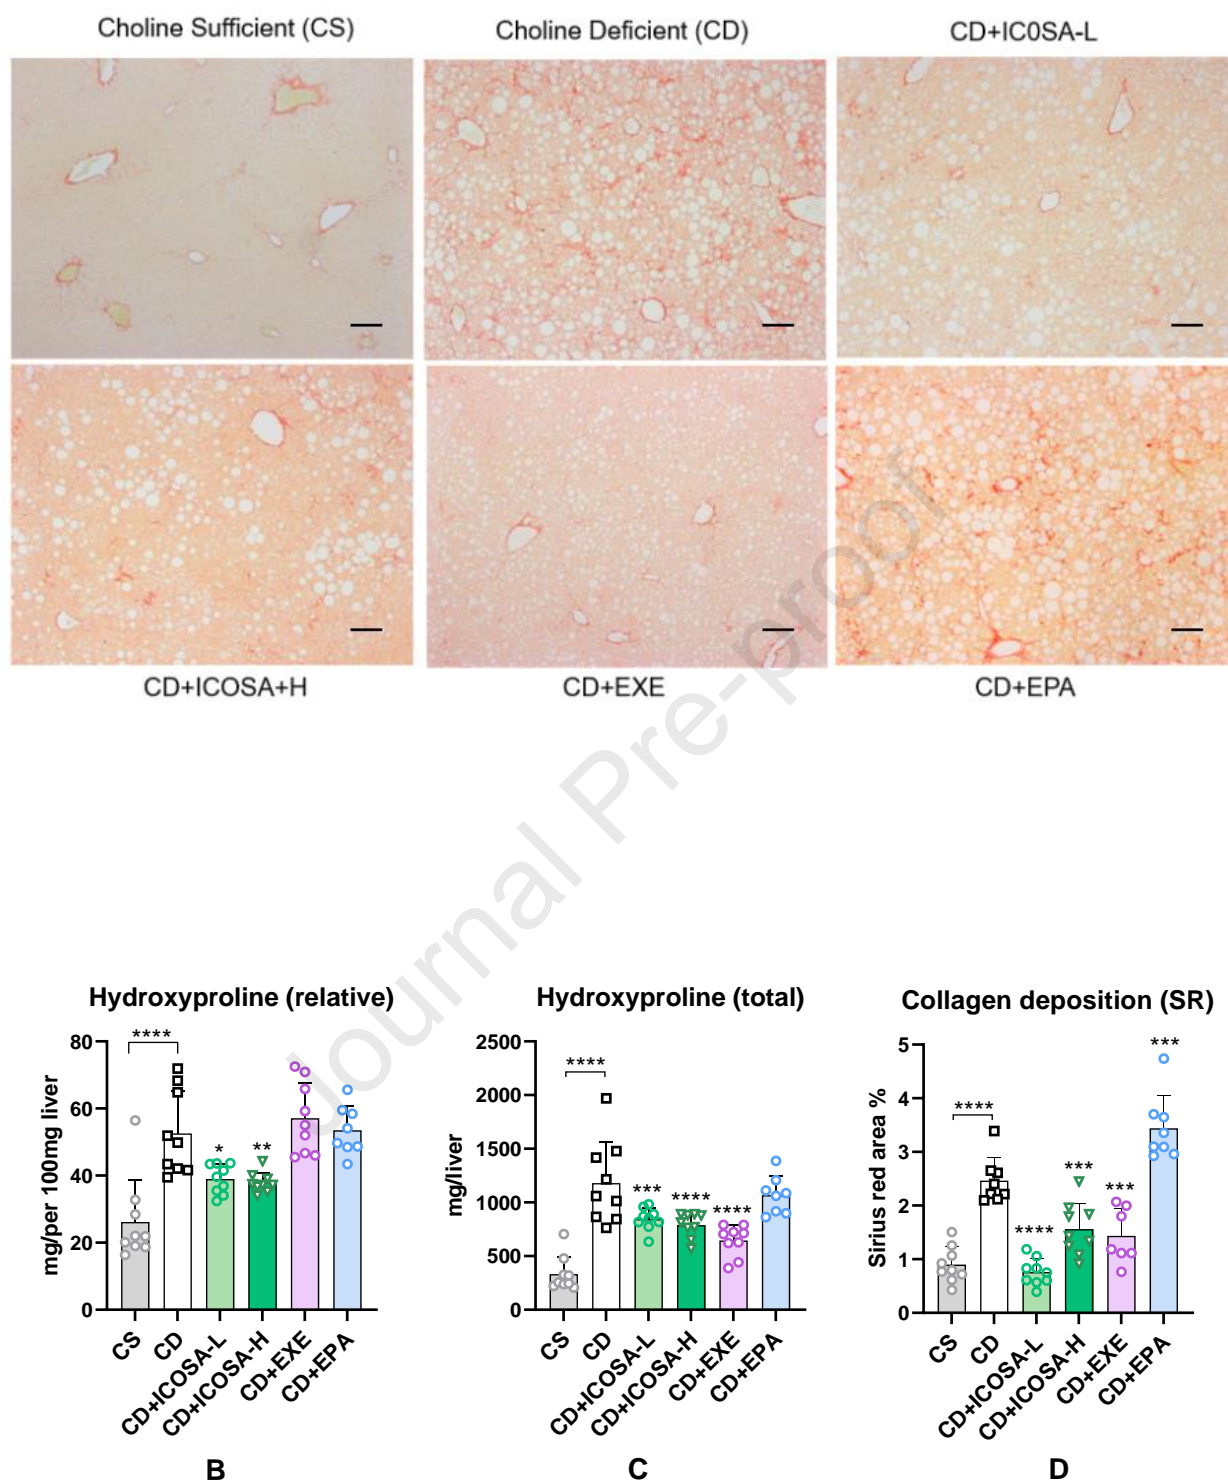 Choline Sufficient (CS)
Choline Deficient (CD)
CD+IC0SA-L
CD+ICOSA+H
CD+EXE
CD+EPA
Journal Pre-proof
Hydroxyproline (relative)
mg/per 100mg liver
80
60
40
20
0
****
*
**
CS
CD
CD+ICOSA-L
CD+ICOSA-H
CD+EXE
CD+EPA
B
Hydroxyproline (total)
mg/liver
2500
2000
1500
1000
500
0
****
***
****
****
CS
CD
CD+ICOSA-L
CD+ICOSA-H
CD+EXE
CD+EPA
C
Collagen deposition (SR)
Sirius red area %
5
4
3
2
1
0
****
****
***
***
***
CS
CD
CD+ICOSA-L
CD+ICOSA-H
CD+EXE
CD+EPA
D